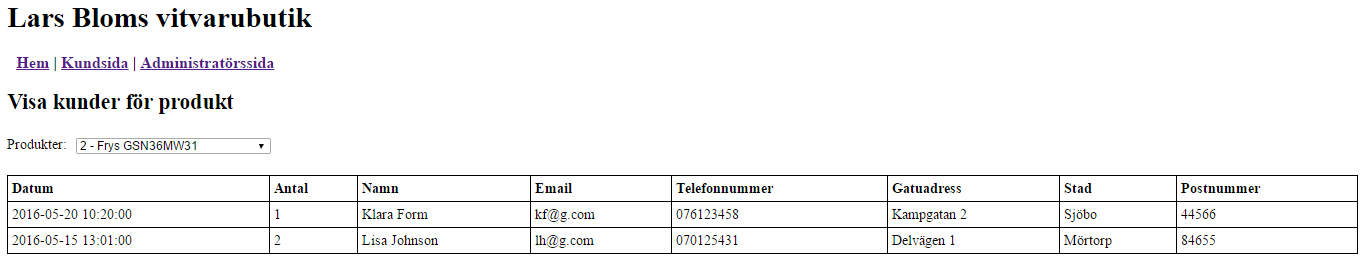 Lars Bloms vitvarubutik
Hem | Kundsida | Administratörssida
Visa kunder för produkt
Produkter: 2 - Frys GSN36MW31
Datum Antal Namn Email Telefonnummer Gatuadress Stad Postnummer
2016-05-20 10:20:00 1 Klara Form kf@g.com 076123458 Kampgatan 2 Sjöbo 44566
2016-05-15 13:01:00 2 Lisa Johnson lh@g.com 070125431 Delvägen 1 Mörtorp 84655